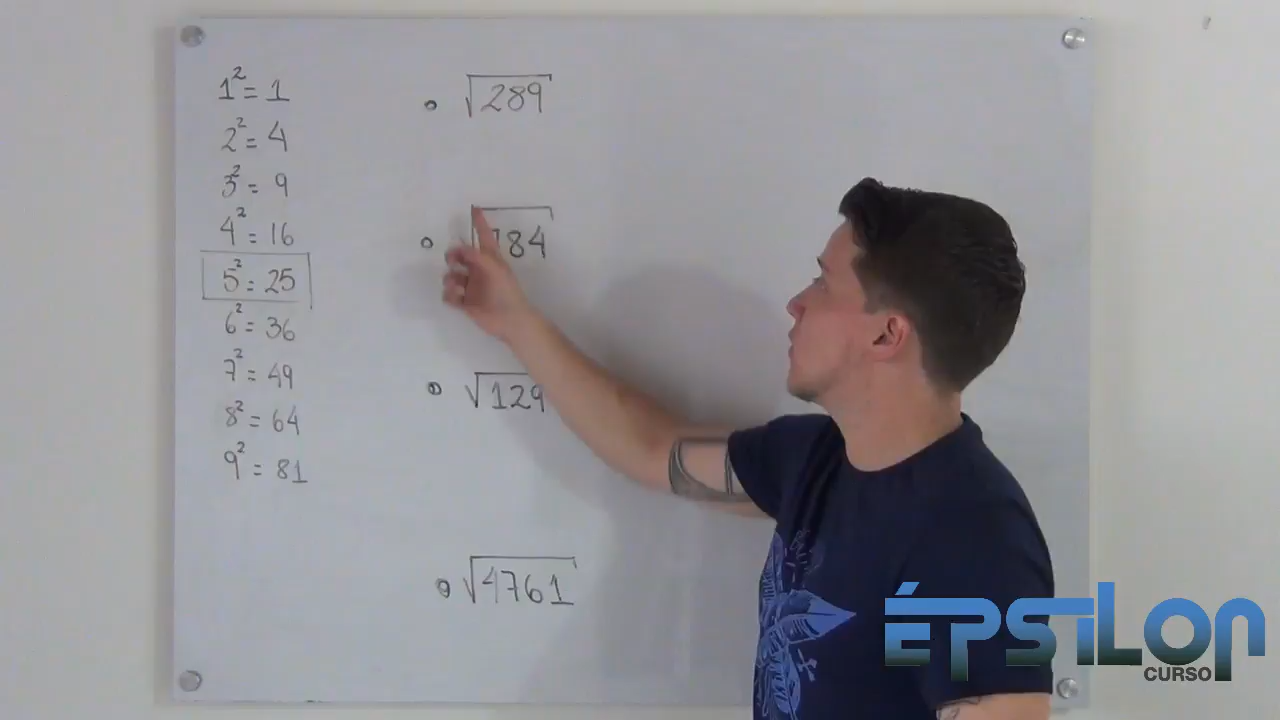 1² = 1
2² = 4
3² = 9
4² = 16
5² = 25
6² = 36
7² = 49
8² = 64
9² = 81
√289
√784
√129
√4761
ÉPSILON
CURSO